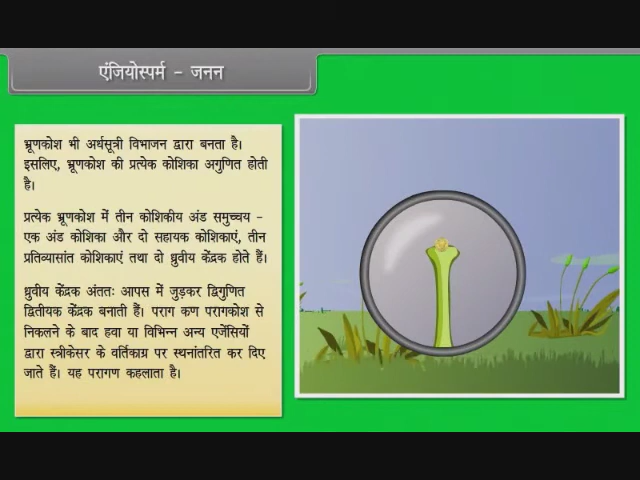 एंजियोस्पर्म - जनन
भ्रूणकोश भी अर्धसूत्री विभाजन द्वारा बनता है।
इसलिए, भ्रूणकोश की प्रत्येक कोशिका अगुणित होती
है।
प्रत्येक भ्रूणकोश में तीन कोशिकीय अंड समुच्चय -
एक अंड कोशिका और दो सहायक कोशिकाएं, तीन
प्रतिव्यासांत कोशिकाएं तथा दो ध्रुवीय केंद्रक होते हैं।
ध्रुवीय केंद्रक अंततः आपस में जुड़कर द्विगुणित
द्वितीयक केंद्रक बनाती हैं। पराग कण परागकोश से
निकलने के बाद हवा या विभिन्न अन्य एजेंसियों
द्वारा स्त्रीकेसर के वर्तिकाग्र पर स्थनांतरित कर दिए
जाते हैं। यह परागण कहलाता है।